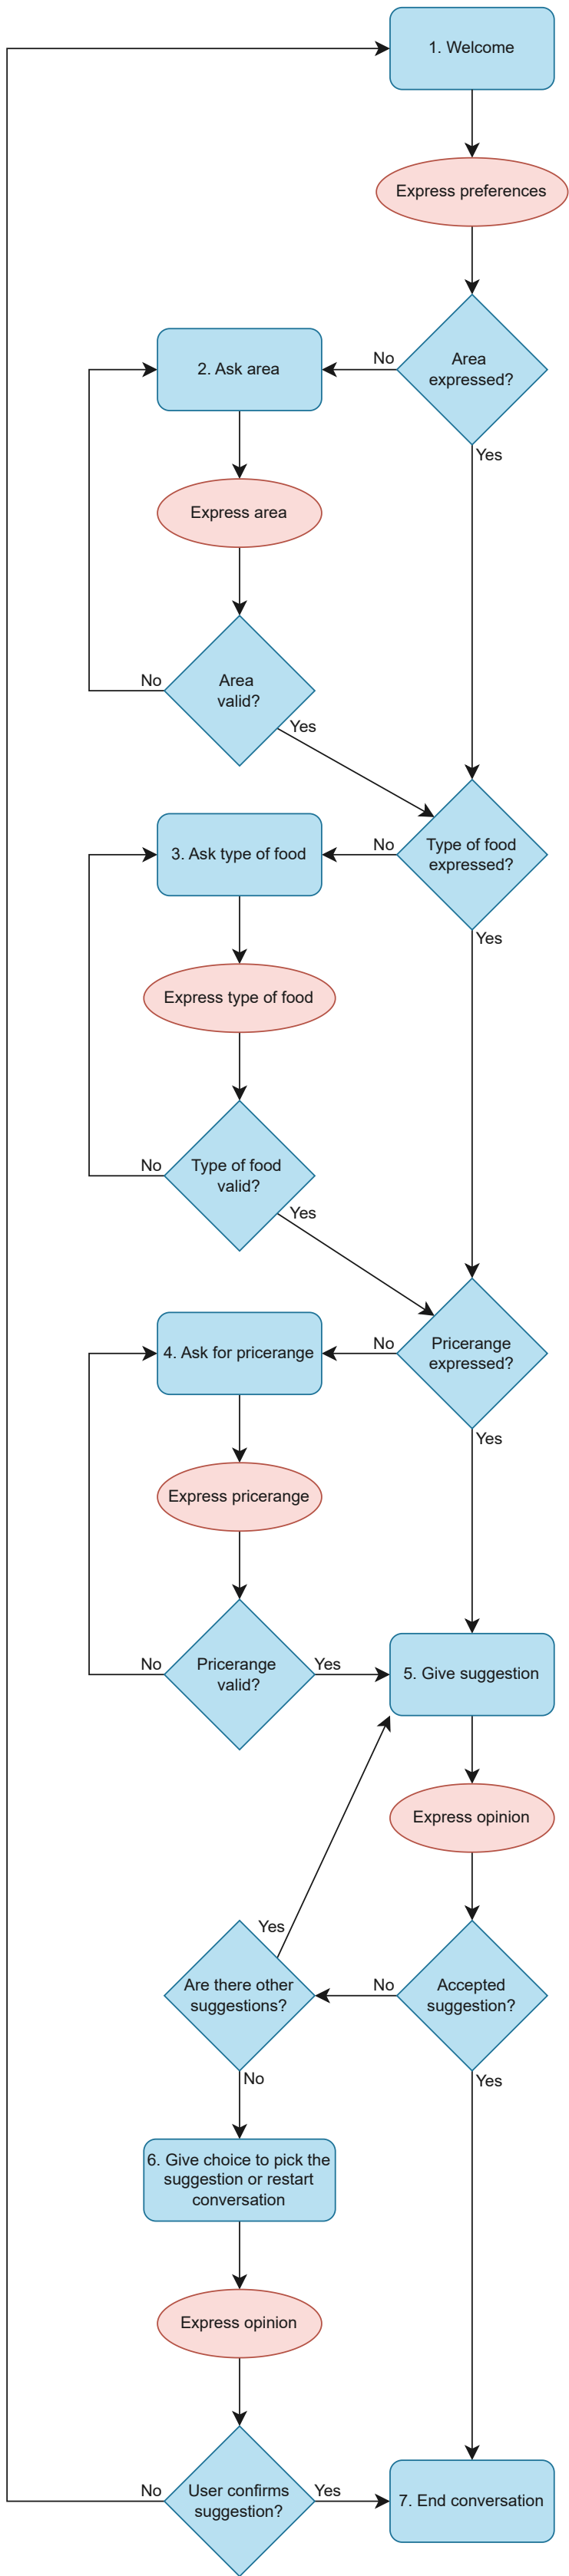 1. Welcome
Express preferences
Area
expressed?
No
Yes
2. Ask area
Express area
Area
valid?
No
Yes
Type of food
expressed?
No
Yes
3. Ask type of food
Express type of food
Type of food
valid?
No
Yes
Pricerange
expressed?
No
Yes
4. Ask for pricerange
Express pricerange
Pricerange
valid?
No
Yes
5. Give suggestion
Express opinion
Accepted
suggestion?
No
Yes
Are there other
suggestions?
Yes
No
6. Give choice to pick the
suggestion or restart
conversation
Express opinion
User confirms
suggestion?
No
Yes
7. End conversation